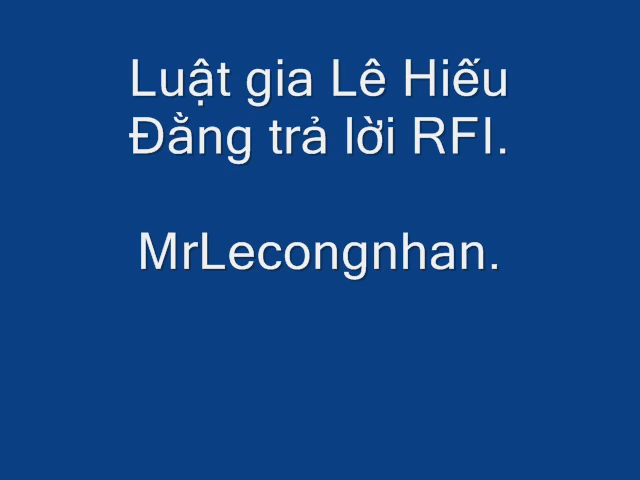 Luật gia Lê Hiếu
Đằng trả lời RFI.
MrLecongnhan.